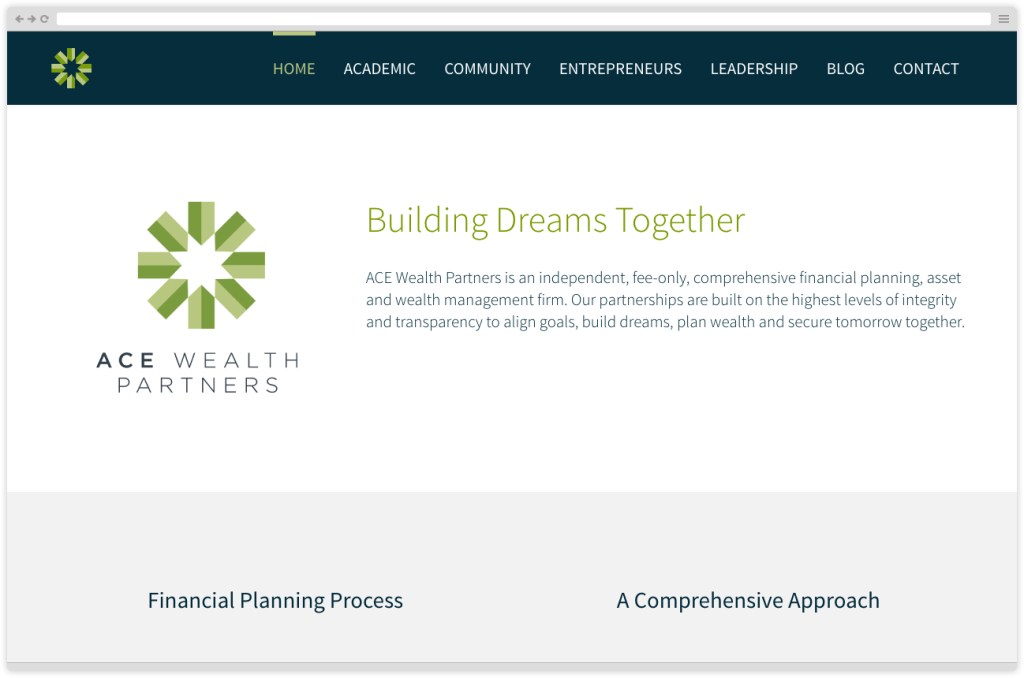 HOME ACADEMIC COMMUNITY ENTREPRENEURS LEADERSHIP BLOG CONTACT
ACE WEALTH
PARTNERS
Building Dreams Together
ACE Wealth Partners is an independent, fee-only, comprehensive financial planning, asset
and wealth management firm. Our partnerships are built on the highest levels of integrity
and transparency to align goals, build dreams, plan wealth and secure tomorrow together.
Financial Planning Process
A Comprehensive Approach